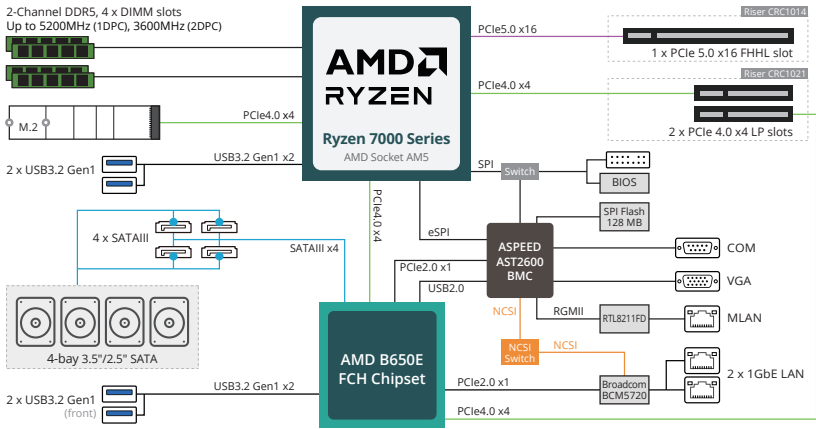 2-Channel DDR5, 4 x DIMM slots
Up to 5200MHz (1DPC), 3600MHz (2DPC)
M.2
PCIe4.0 x4
2 x USB3.2 Gen1
USB3.2 Gen1 x2
AMD
RYZEN
Ryzen 7000 Series
AMD Socket AM5
PCIe5.0 x16
Riser CRC1014
1 x PCIe 5.0 x16 FHHL slot
PCIe4.0 x4
Riser CRC1021
2 x PCIe 4.0 x4 LP slots
SPI
Switch
BIOS
SPI Flash
128 MB
PCIe4.0 x4
eSPI
4 x SATAIII
SATAIII x4
PCIe2.0 x1
USB2.0
ASPEED
AST2600
BMC
COM
VGA
NCSI
RGMII
RTL8211FD
MLAN
4-bay 3.5"/2.5" SATA
NCSI
Switch
NCSI
AMD B650E
FCH Chipset
PCIe2.0 x1
Broadcom
BCM5720
2 x 1GbE LAN
2 x USB3.2 Gen1
(front)
USB3.2 Gen1 x2
PCIe4.0 x4